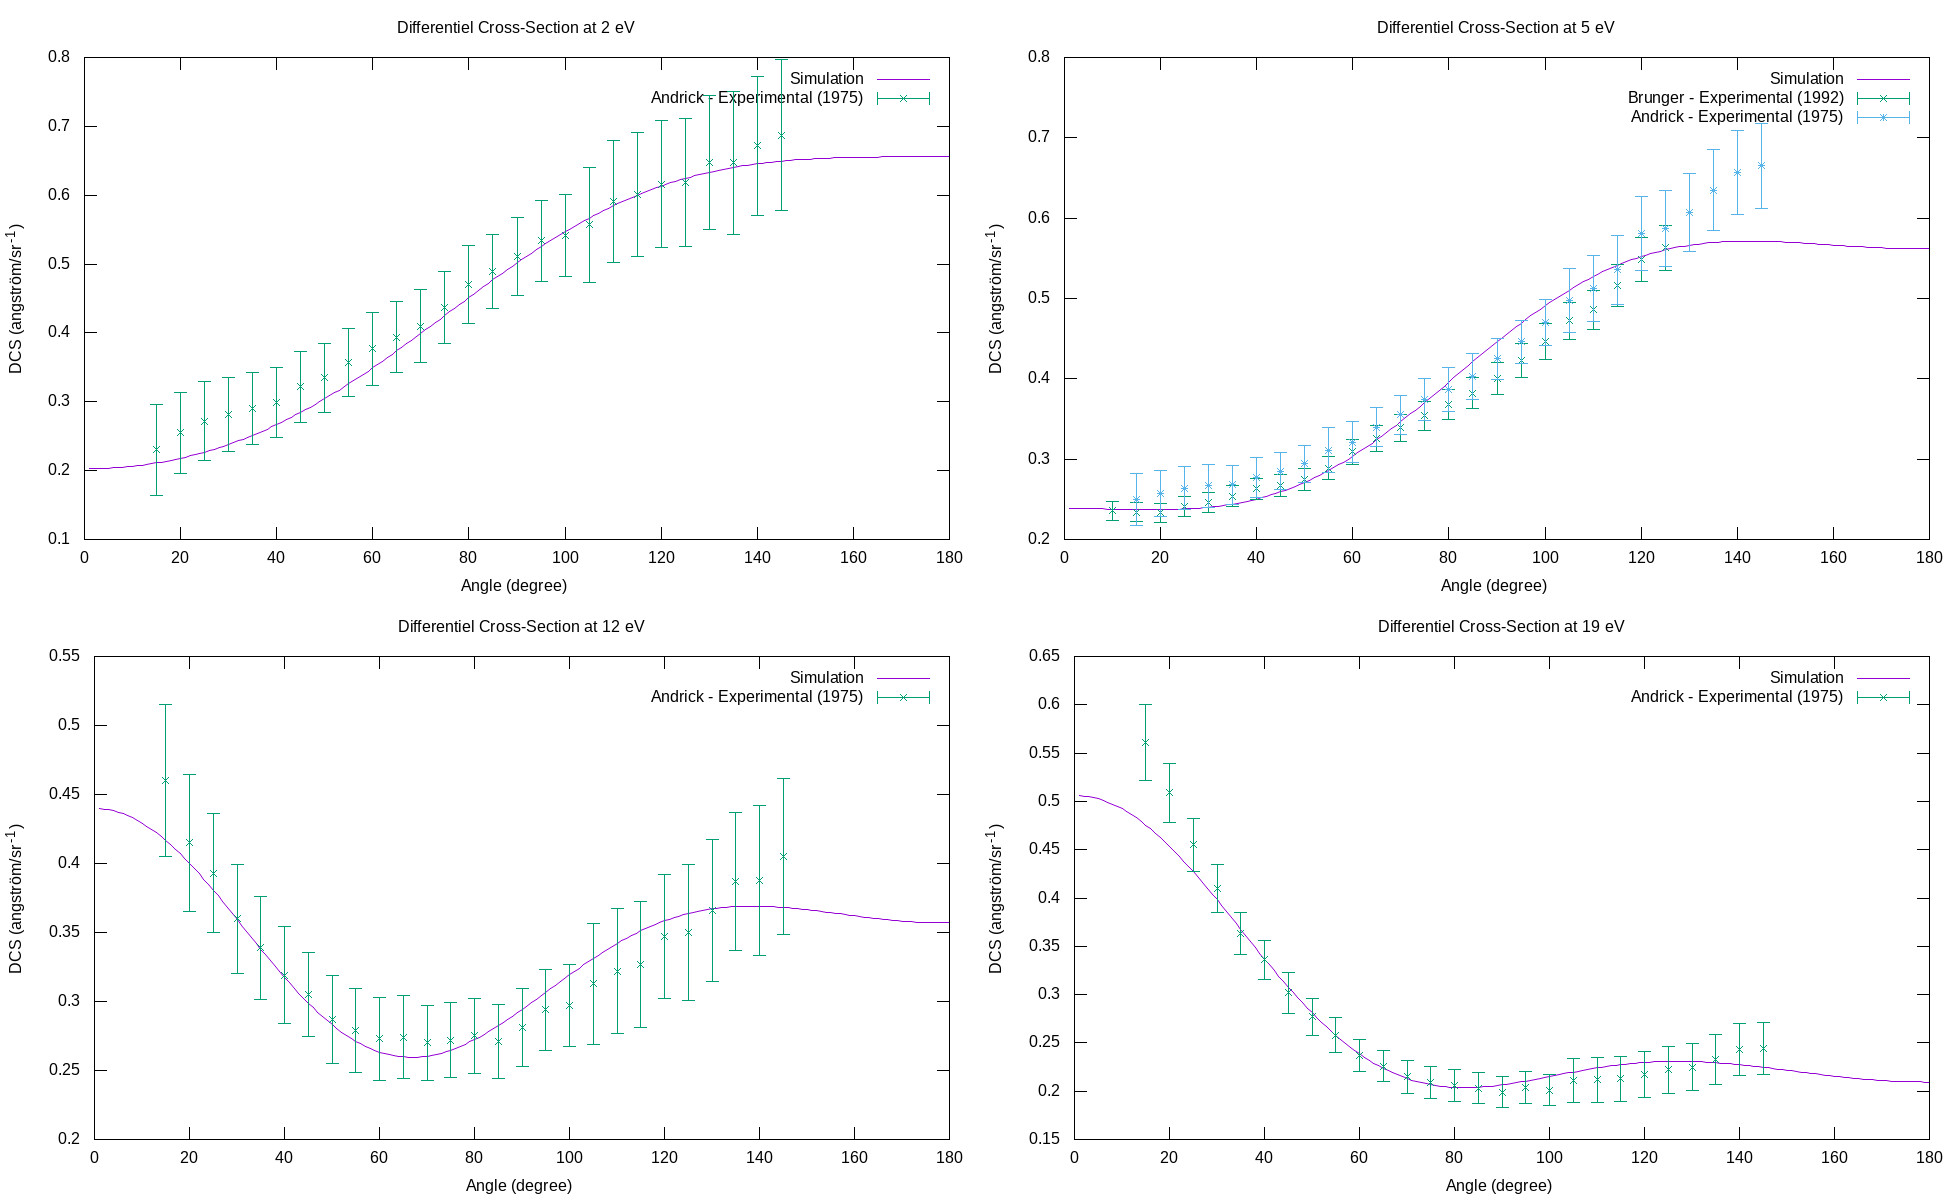 Differentiel Cross-Section at 2 eV
0.8
0.7
0.6
0.5
0.4
0.3
0.2
0.1
DCS (angström/sr⁻¹)
Simulation
Andrick - Experimental (1975)
0 20 40 60 80 100 120 140 160 180
Angle (degree)
Differentiel Cross-Section at 5 eV
0.8
0.7
0.6
0.5
0.4
0.3
0.2
DCS (angström/sr⁻¹)
Simulation
Brunger - Experimental (1992)
Andrick - Experimental (1975)
0 20 40 60 80 100 120 140 160 180
Angle (degree)
Differentiel Cross-Section at 12 eV
0.55
0.5
0.45
0.4
0.35
0.3
0.25
0.2
DCS (angström/sr⁻¹)
Simulation
Andrick - Experimental (1975)
0 20 40 60 80 100 120 140 160 180
Angle (degree)
Differentiel Cross-Section at 19 eV
0.65
0.6
0.55
0.5
0.45
0.4
0.35
0.3
0.25
0.2
0.15
DCS (angström/sr⁻¹)
Simulation
Andrick - Experimental (1975)
0 20 40 60 80 100 120 140 160 180
Angle (degree)